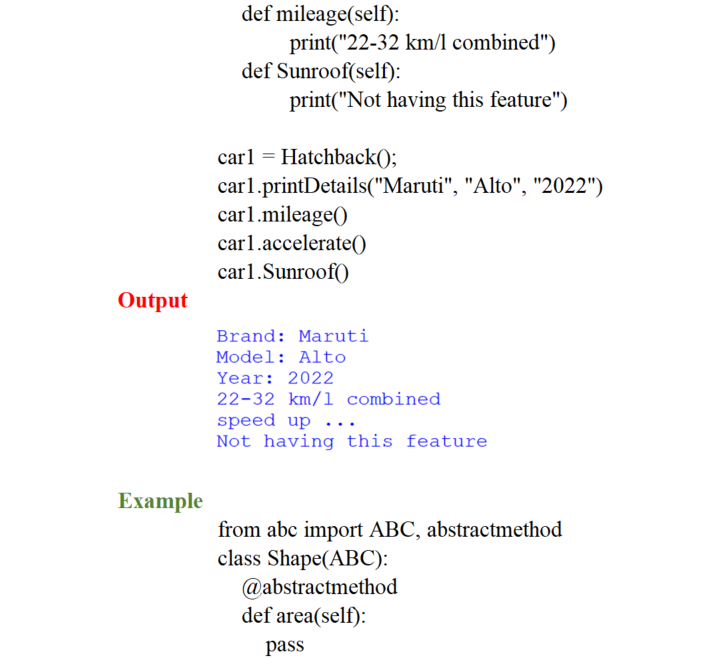 def mileage(self):
print("22-32 km/l combined")
def Sunroof(self):
print("Not having this feature")
car1 = Hatchback();
car1.printDetails("Maruti", "Alto", "2022")
car1.mileage()
car1.accelerate()
car1.Sunroof()
Output
Brand: Maruti
Model: Alto
Year: 2022
22-32 km/l combined
speed up ...
Not having this feature
Example
from abc import ABC, abstractmethod
class Shape(ABC):
@abstractmethod
def area(self):
pass